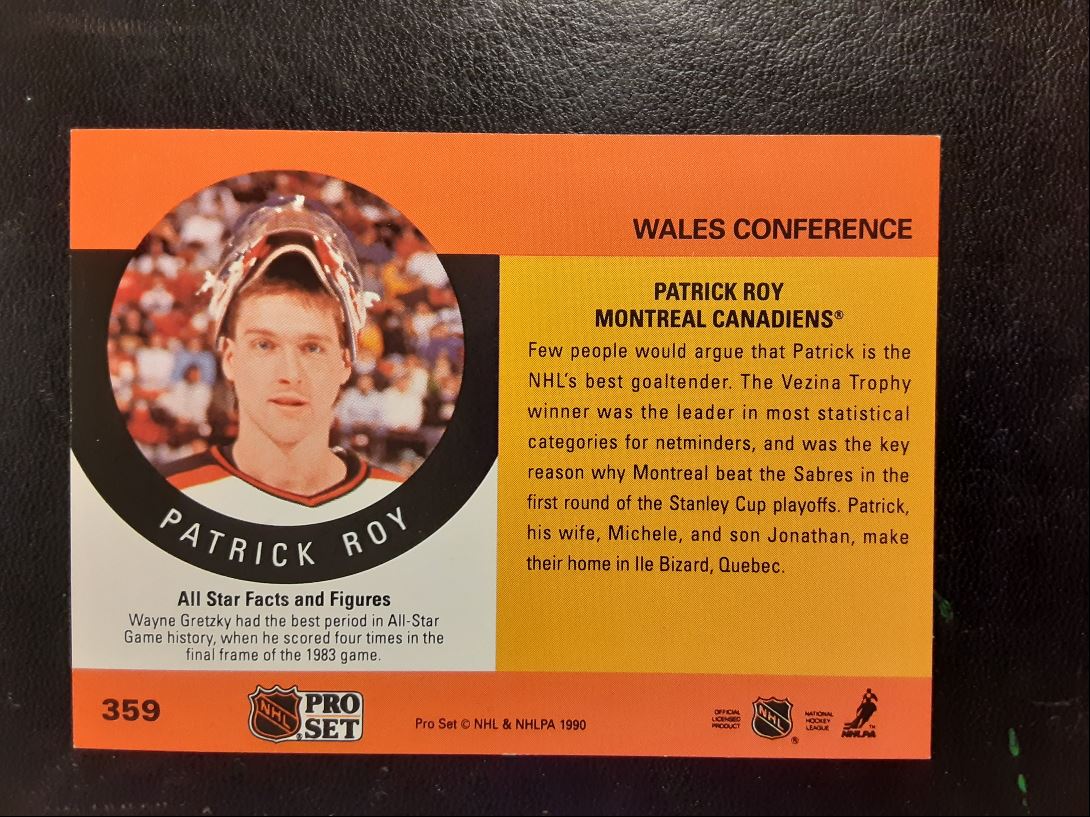 WALES CONFERENCE
PATRICK ROY
MONTREAL CANADIENS®
Few people would argue that Patrick is the
NHL's best goaltender. The Vezina Trophy
winner was the leader in most statistical
categories for netminders, and was the key
reason why Montreal beat the Sabres in the
first round of the Stanley Cup playoffs. Patrick,
his wife, Michele, and son Jonathan, make
their home in Ile Bizard, Quebec.
PATRICK ROY
All Star Facts and Figures
Wayne Gretzky had the best period in All-Star
Game history, when he scored four times in the
final frame of the 1983 game.
359
NHL
PRO
SET
®
Pro Set © NHL & NHLPA 1990
OFFICIAL
LICENSED
PRODUCT
NHL
®
NATIONAL
HOCKEY
LEAGUE
TM
NHLPA